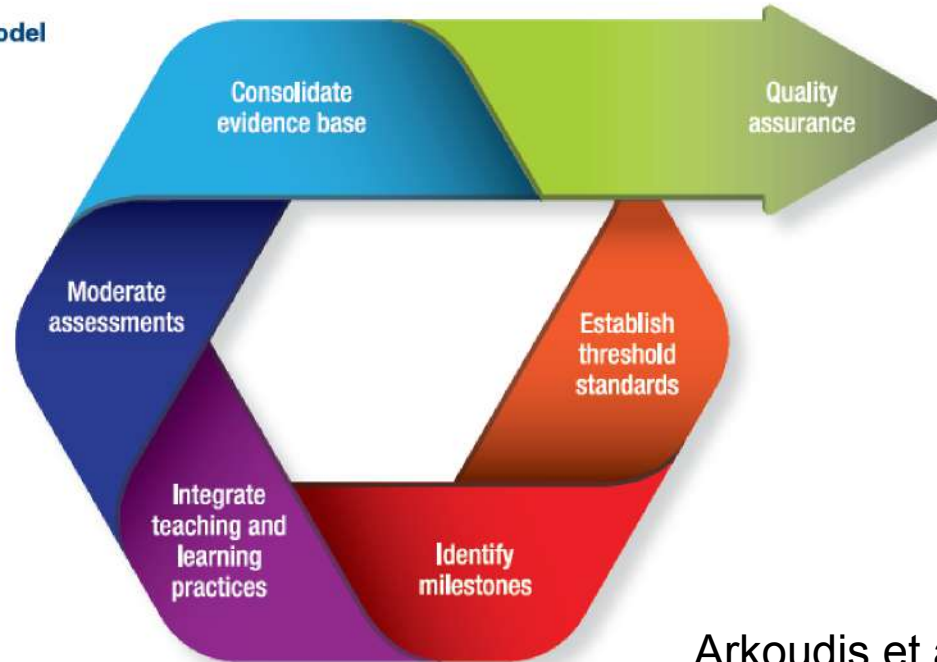 odel
Consolidate
evidence base
Quality
assurance
Moderate
assessments
Establish
threshold
standards
Integrate
teaching and
learning
practices
Identify
milestones
Arkoudis et a